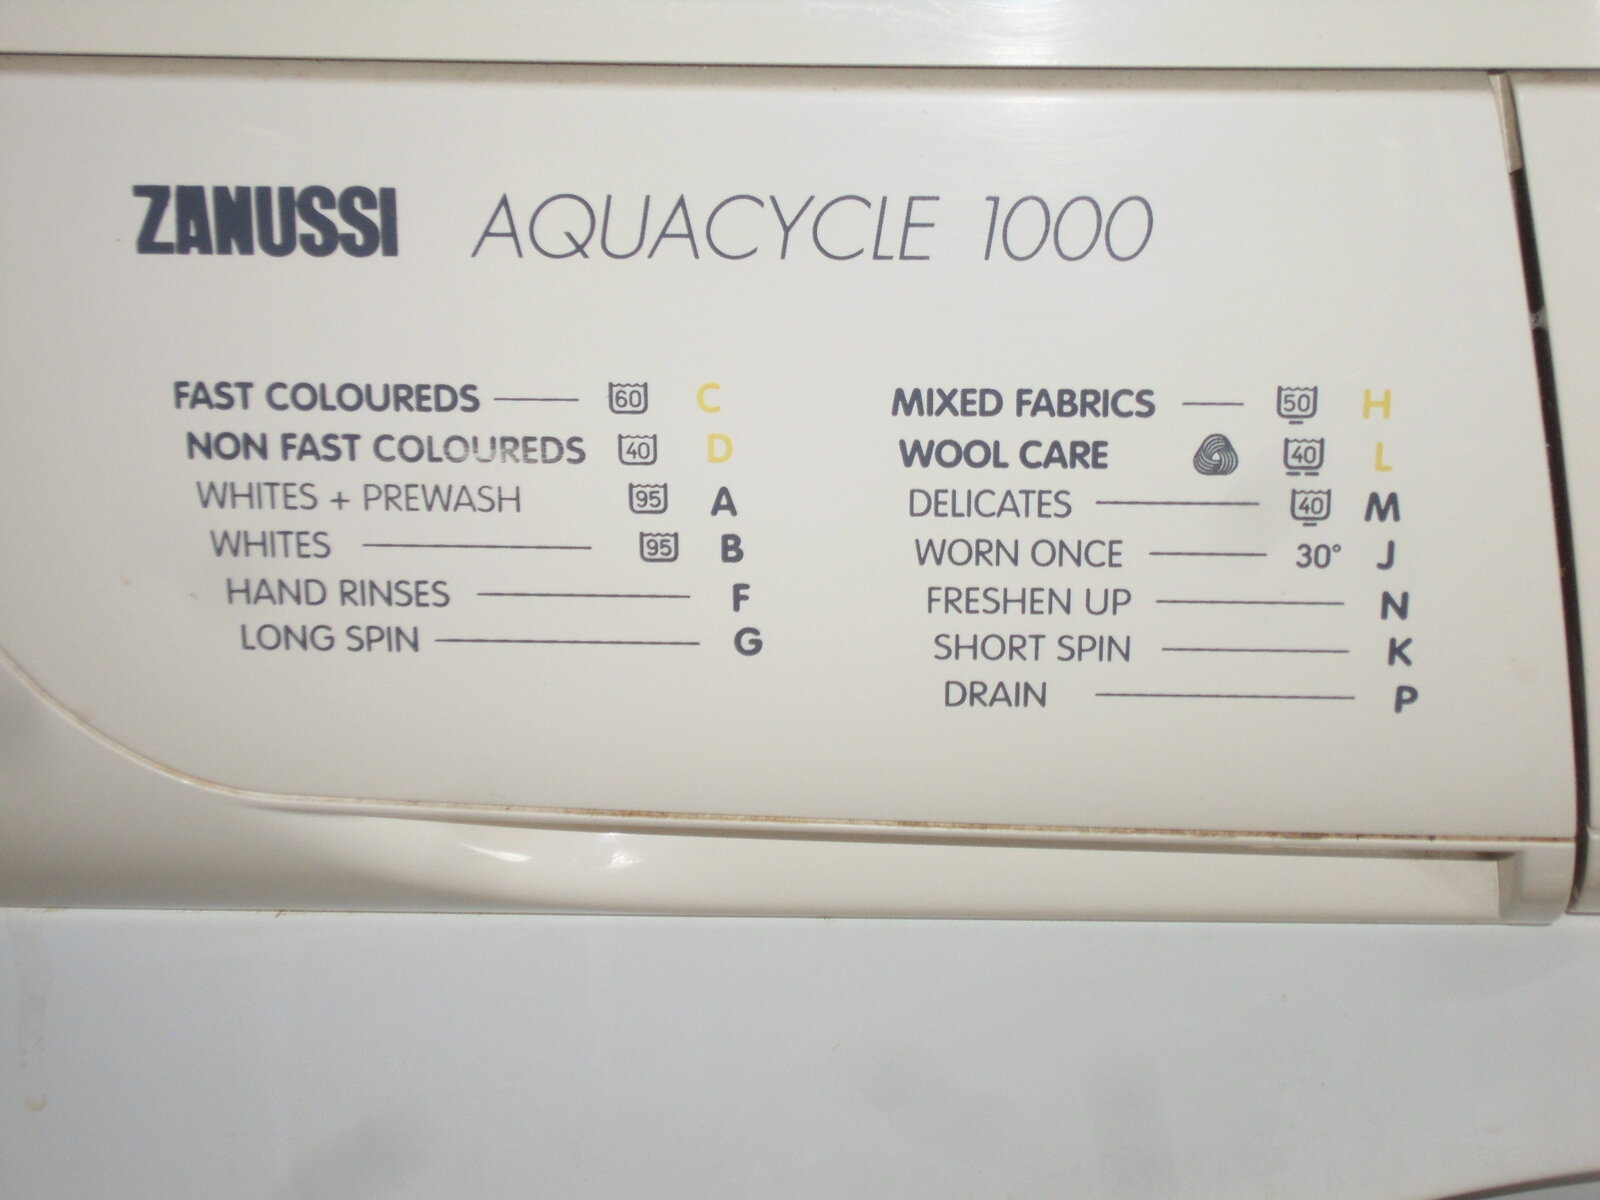 ZANUSSI AQUACYCLE 1000
FAST COLOUREDS 60 C
NON FAST COLOUREDS 40 D
WHITES + PREWASH 95 A
WHITES 95 B
HAND RINSES F
LONG SPIN G
MIXED FABRICS 50 H
WOOL CARE 40 L
DELICATES 40 M
WORN ONCE 30° J
FRESHEN UP N
SHORT SPIN K
DRAIN P